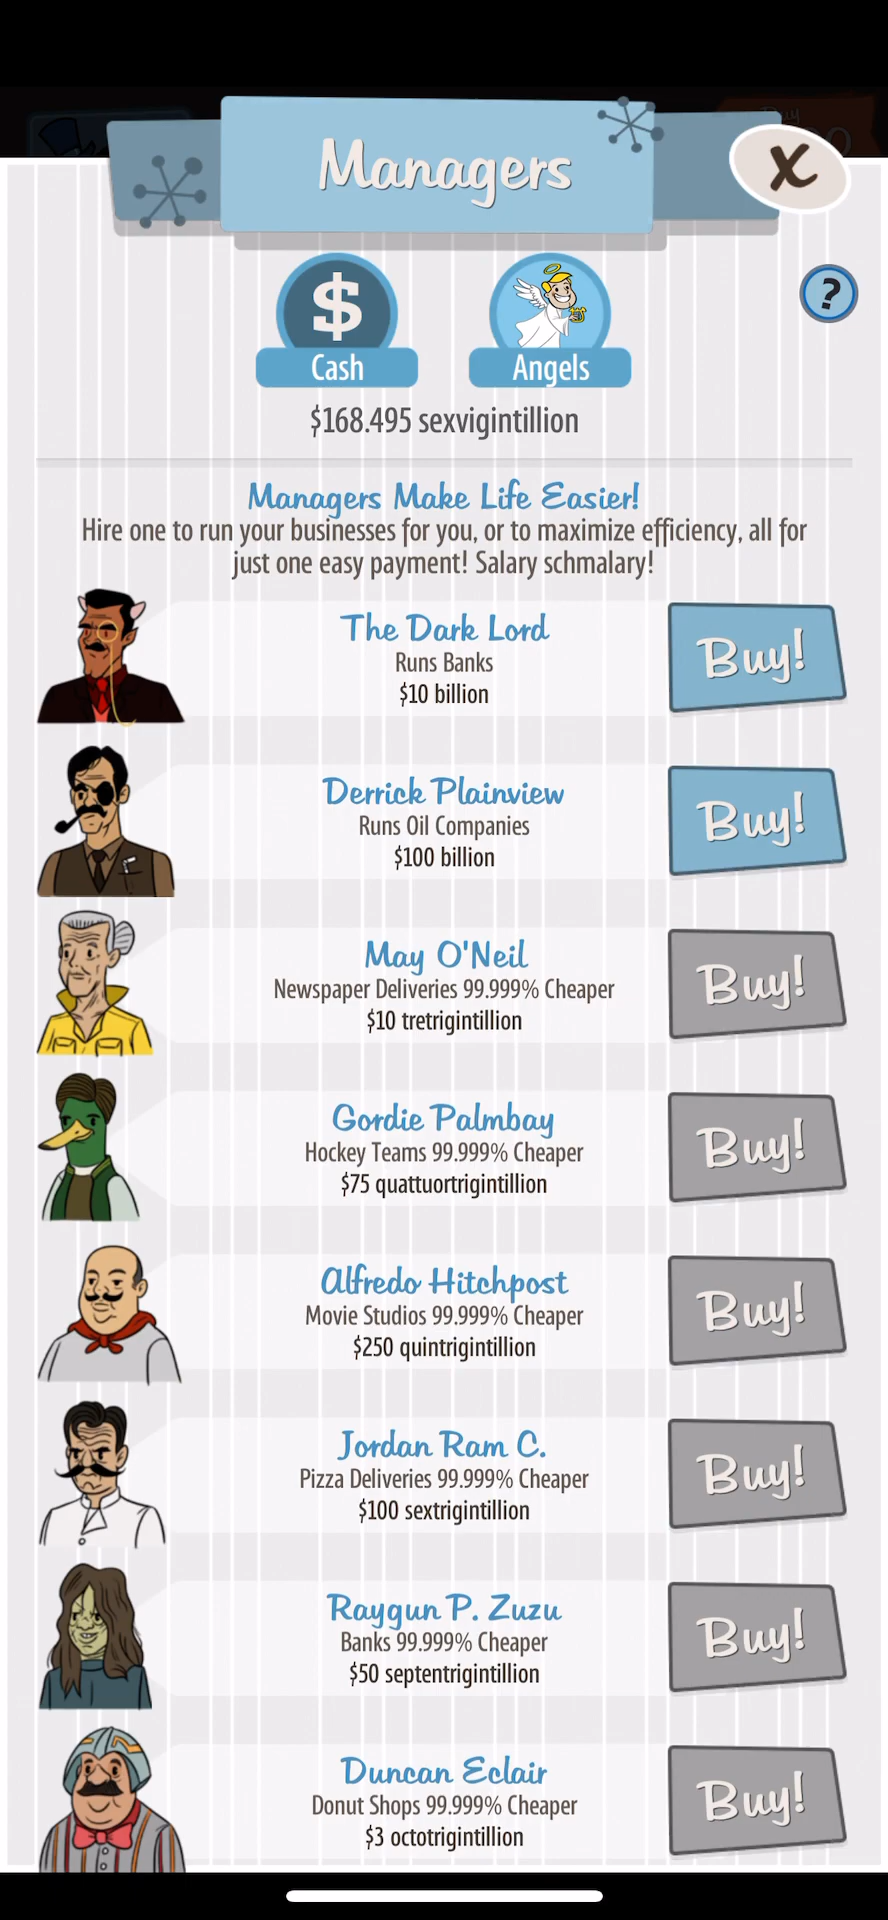 Managers
X
$
?
Cash
Angels
$168.495 sexvigintillion
Managers Make Life Easier!
Hire one to run your businesses for you, or to maximize efficiency, all for
just one easy payment! Salary schmalary!
The Dark Lord
Runs Banks
$10 billion
Buy!
Derrick Plainview
Runs Oil Companies
$100 billion
Buy!
May O'Neil
Newspaper Deliveries 99.999% Cheaper
$10 tretrigintillion
Buy!
Gordie Palmbay
Hockey Teams 99.999% Cheaper
$75 quattuortrigintillion
Buy!
Alfredo Hitchpost
Movie Studios 99.999% Cheaper
$250 quintrigintillion
Buy!
Jordan Ram C.
Pizza Deliveries 99.999% Cheaper
$100 sextrigintillion
Buy!
Raygun P. Zuzu
Banks 99.999% Cheaper
$50 septentrigintillion
Buy!
Duncan Eclair
Donut Shops 99.999% Cheaper
$3 octotrigintillion
Buy!